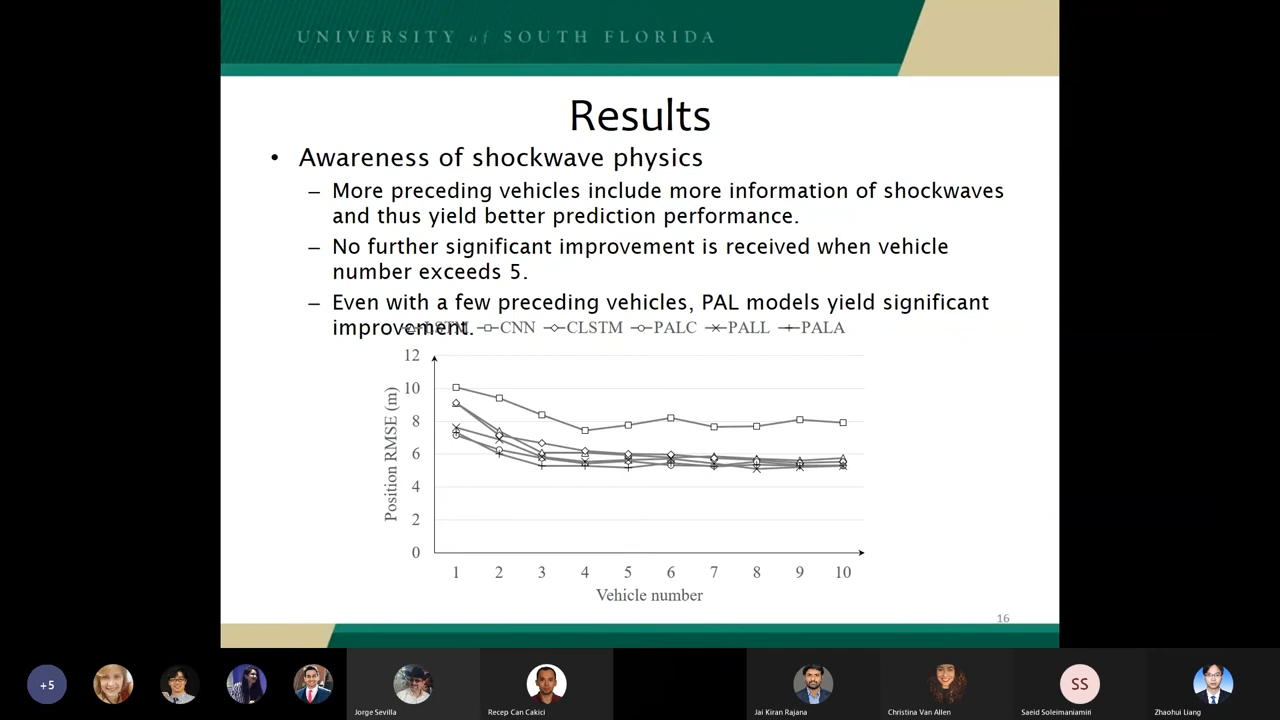 UNIVERSITY of SOUTH FLORIDA
Results
• Awareness of shockwave physics
– More preceding vehicles include more information of shockwaves
and thus yield better prediction performance.
– No further significant improvement is received when vehicle
number exceeds 5.
– Even with a few preceding vehicles, PAL models yield significant
improvement.
LSTM CNN CLSTM PALC PALL PALA
12
10
8
6
4
2
0
Position RMSE (m)
1 2 3 4 5 6 7 8 9 10
Vehicle number
16
+5
SS
Jorge Sevilla
Recep Can Cakici
Jai Kiran Rajana
Christina Van Allen
Saeid Soleimaniamiri
Zhaohui Liang